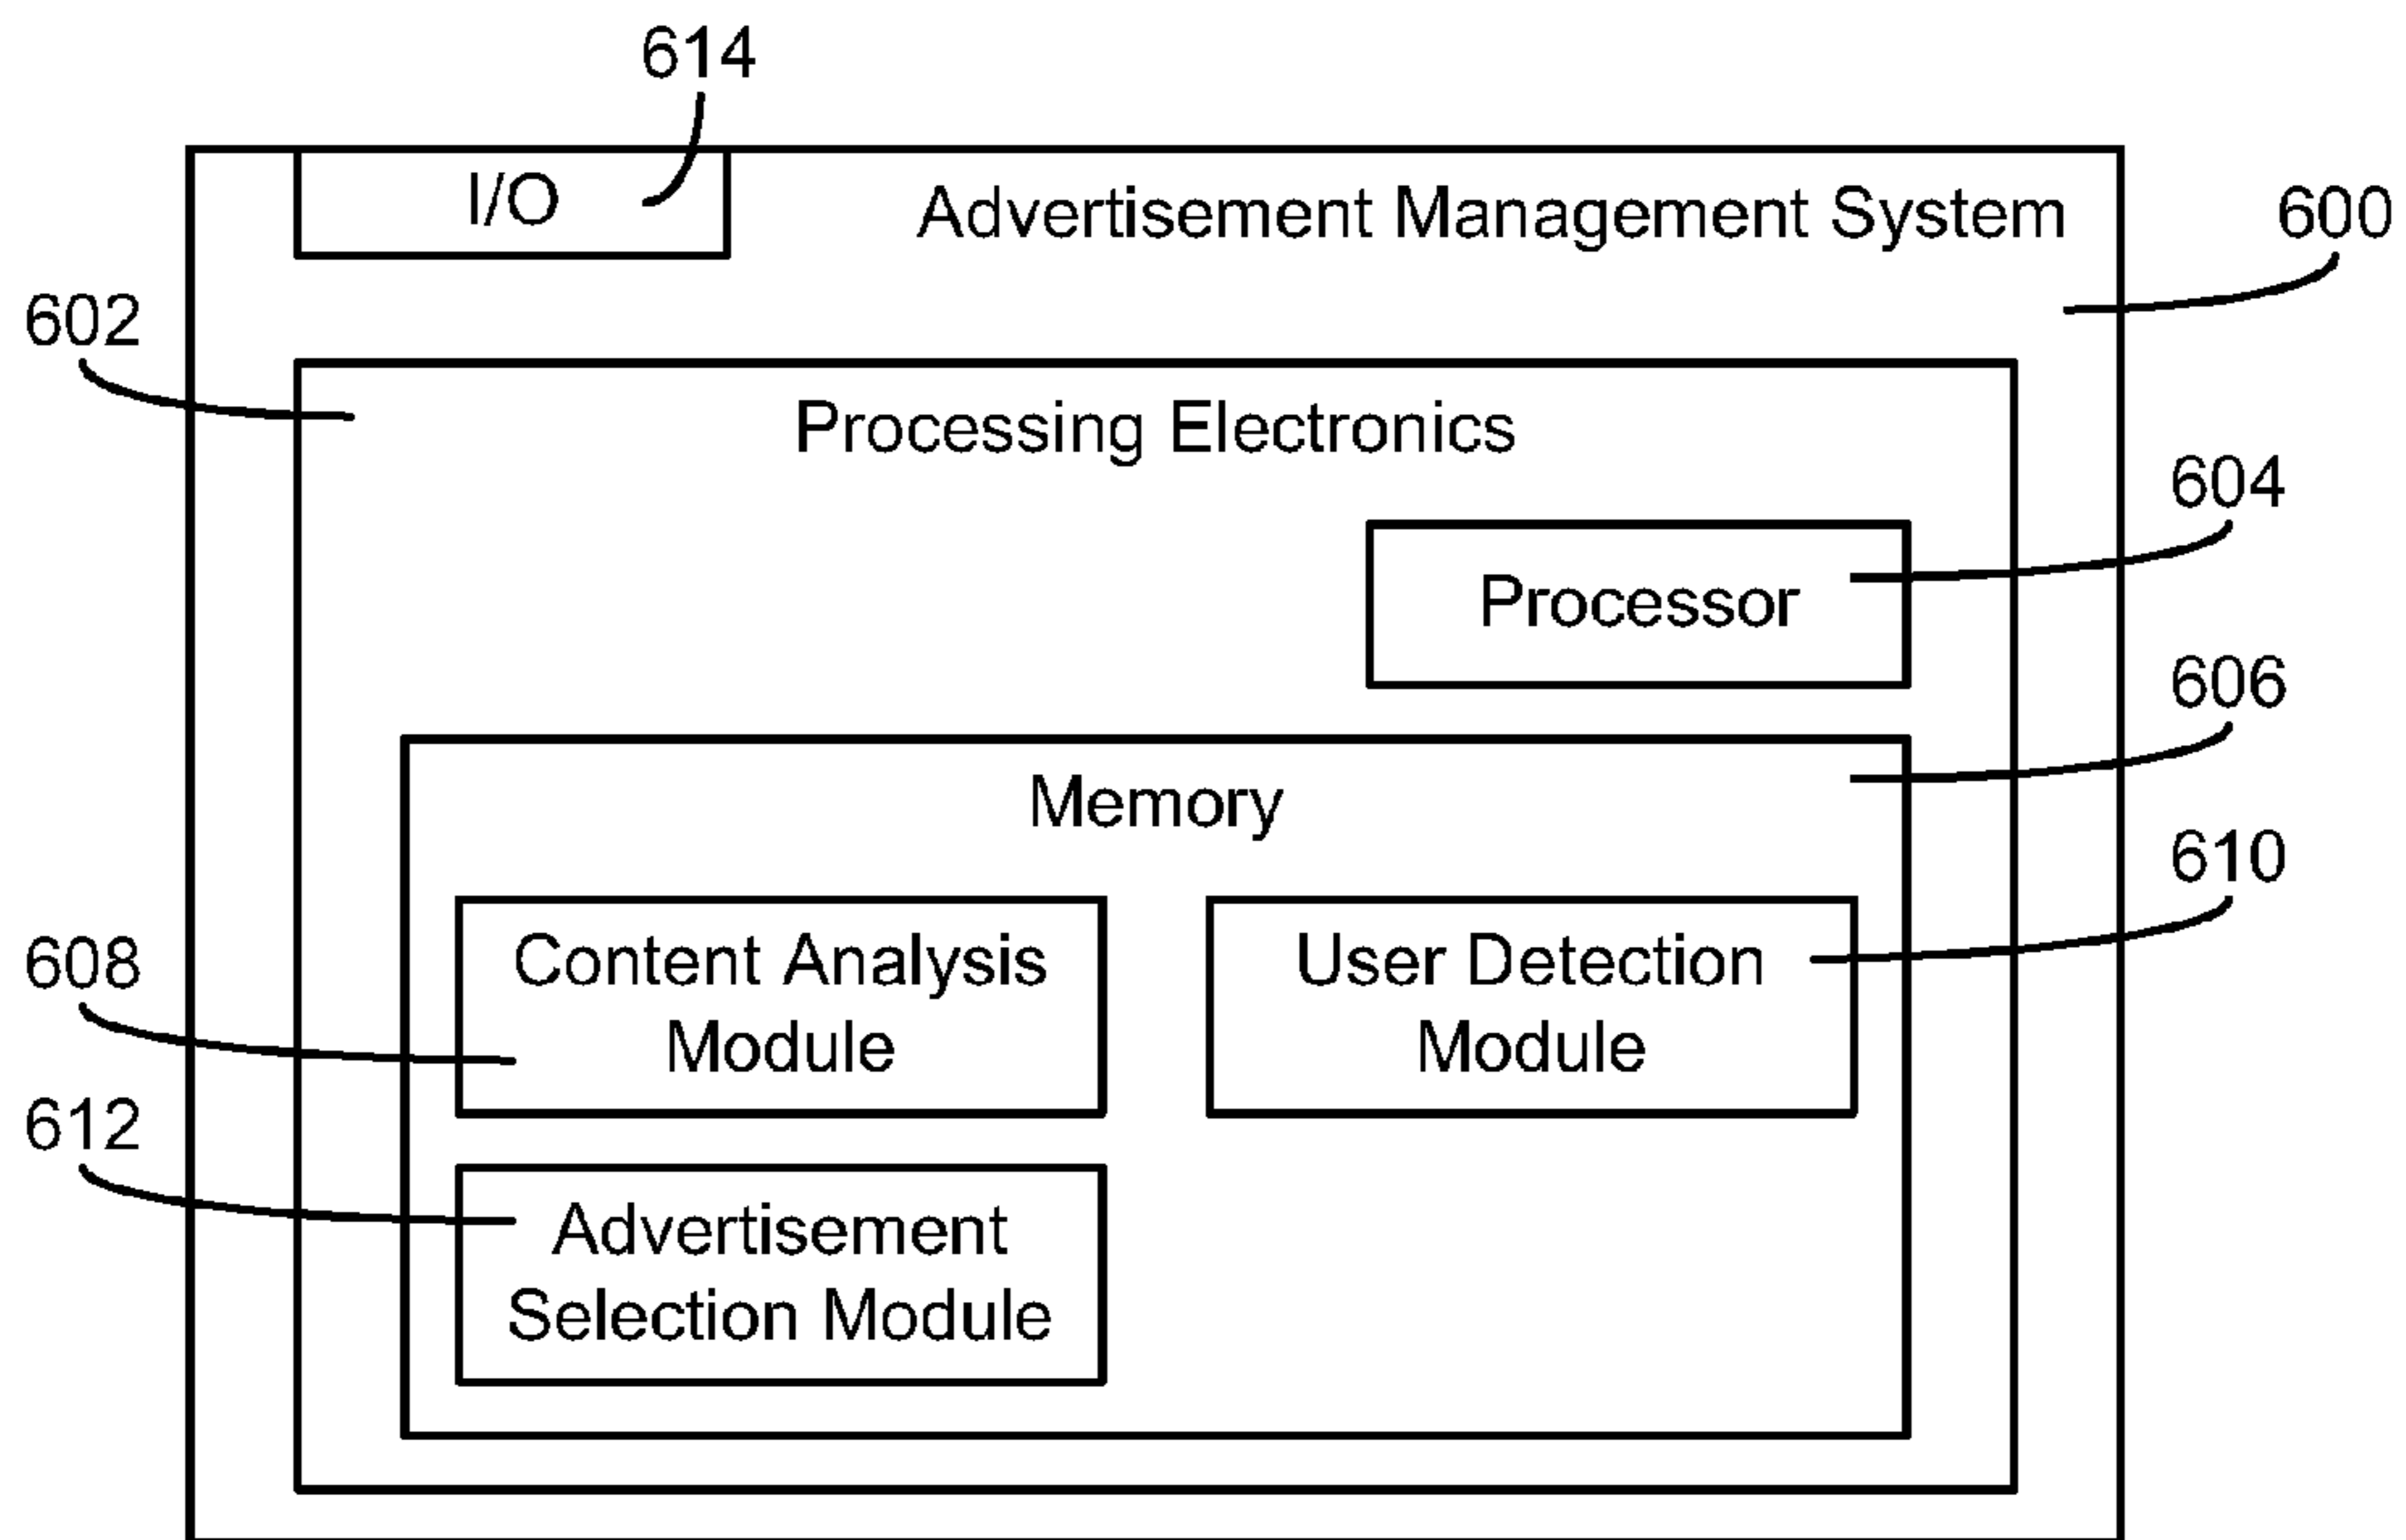 614
I/O
Advertisement Management System
600
602
Processing Electronics
604
Processor
606
Memory
610
608
Content Analysis
Module
User Detection
Module
612
Advertisement
Selection Module